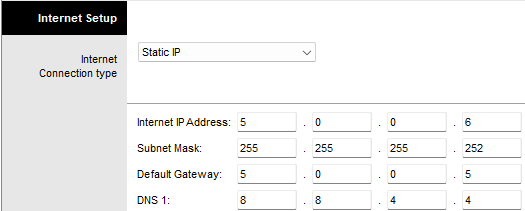 Internet Setup
Internet
Connection type
Static IP
Internet IP Address: 5 . 0 . 0 . 6
Subnet Mask: 255 . 255 . 255 . 252
Default Gateway: 5 . 0 . 0 . 5
DNS 1: 8 . 8 . 4 . 4